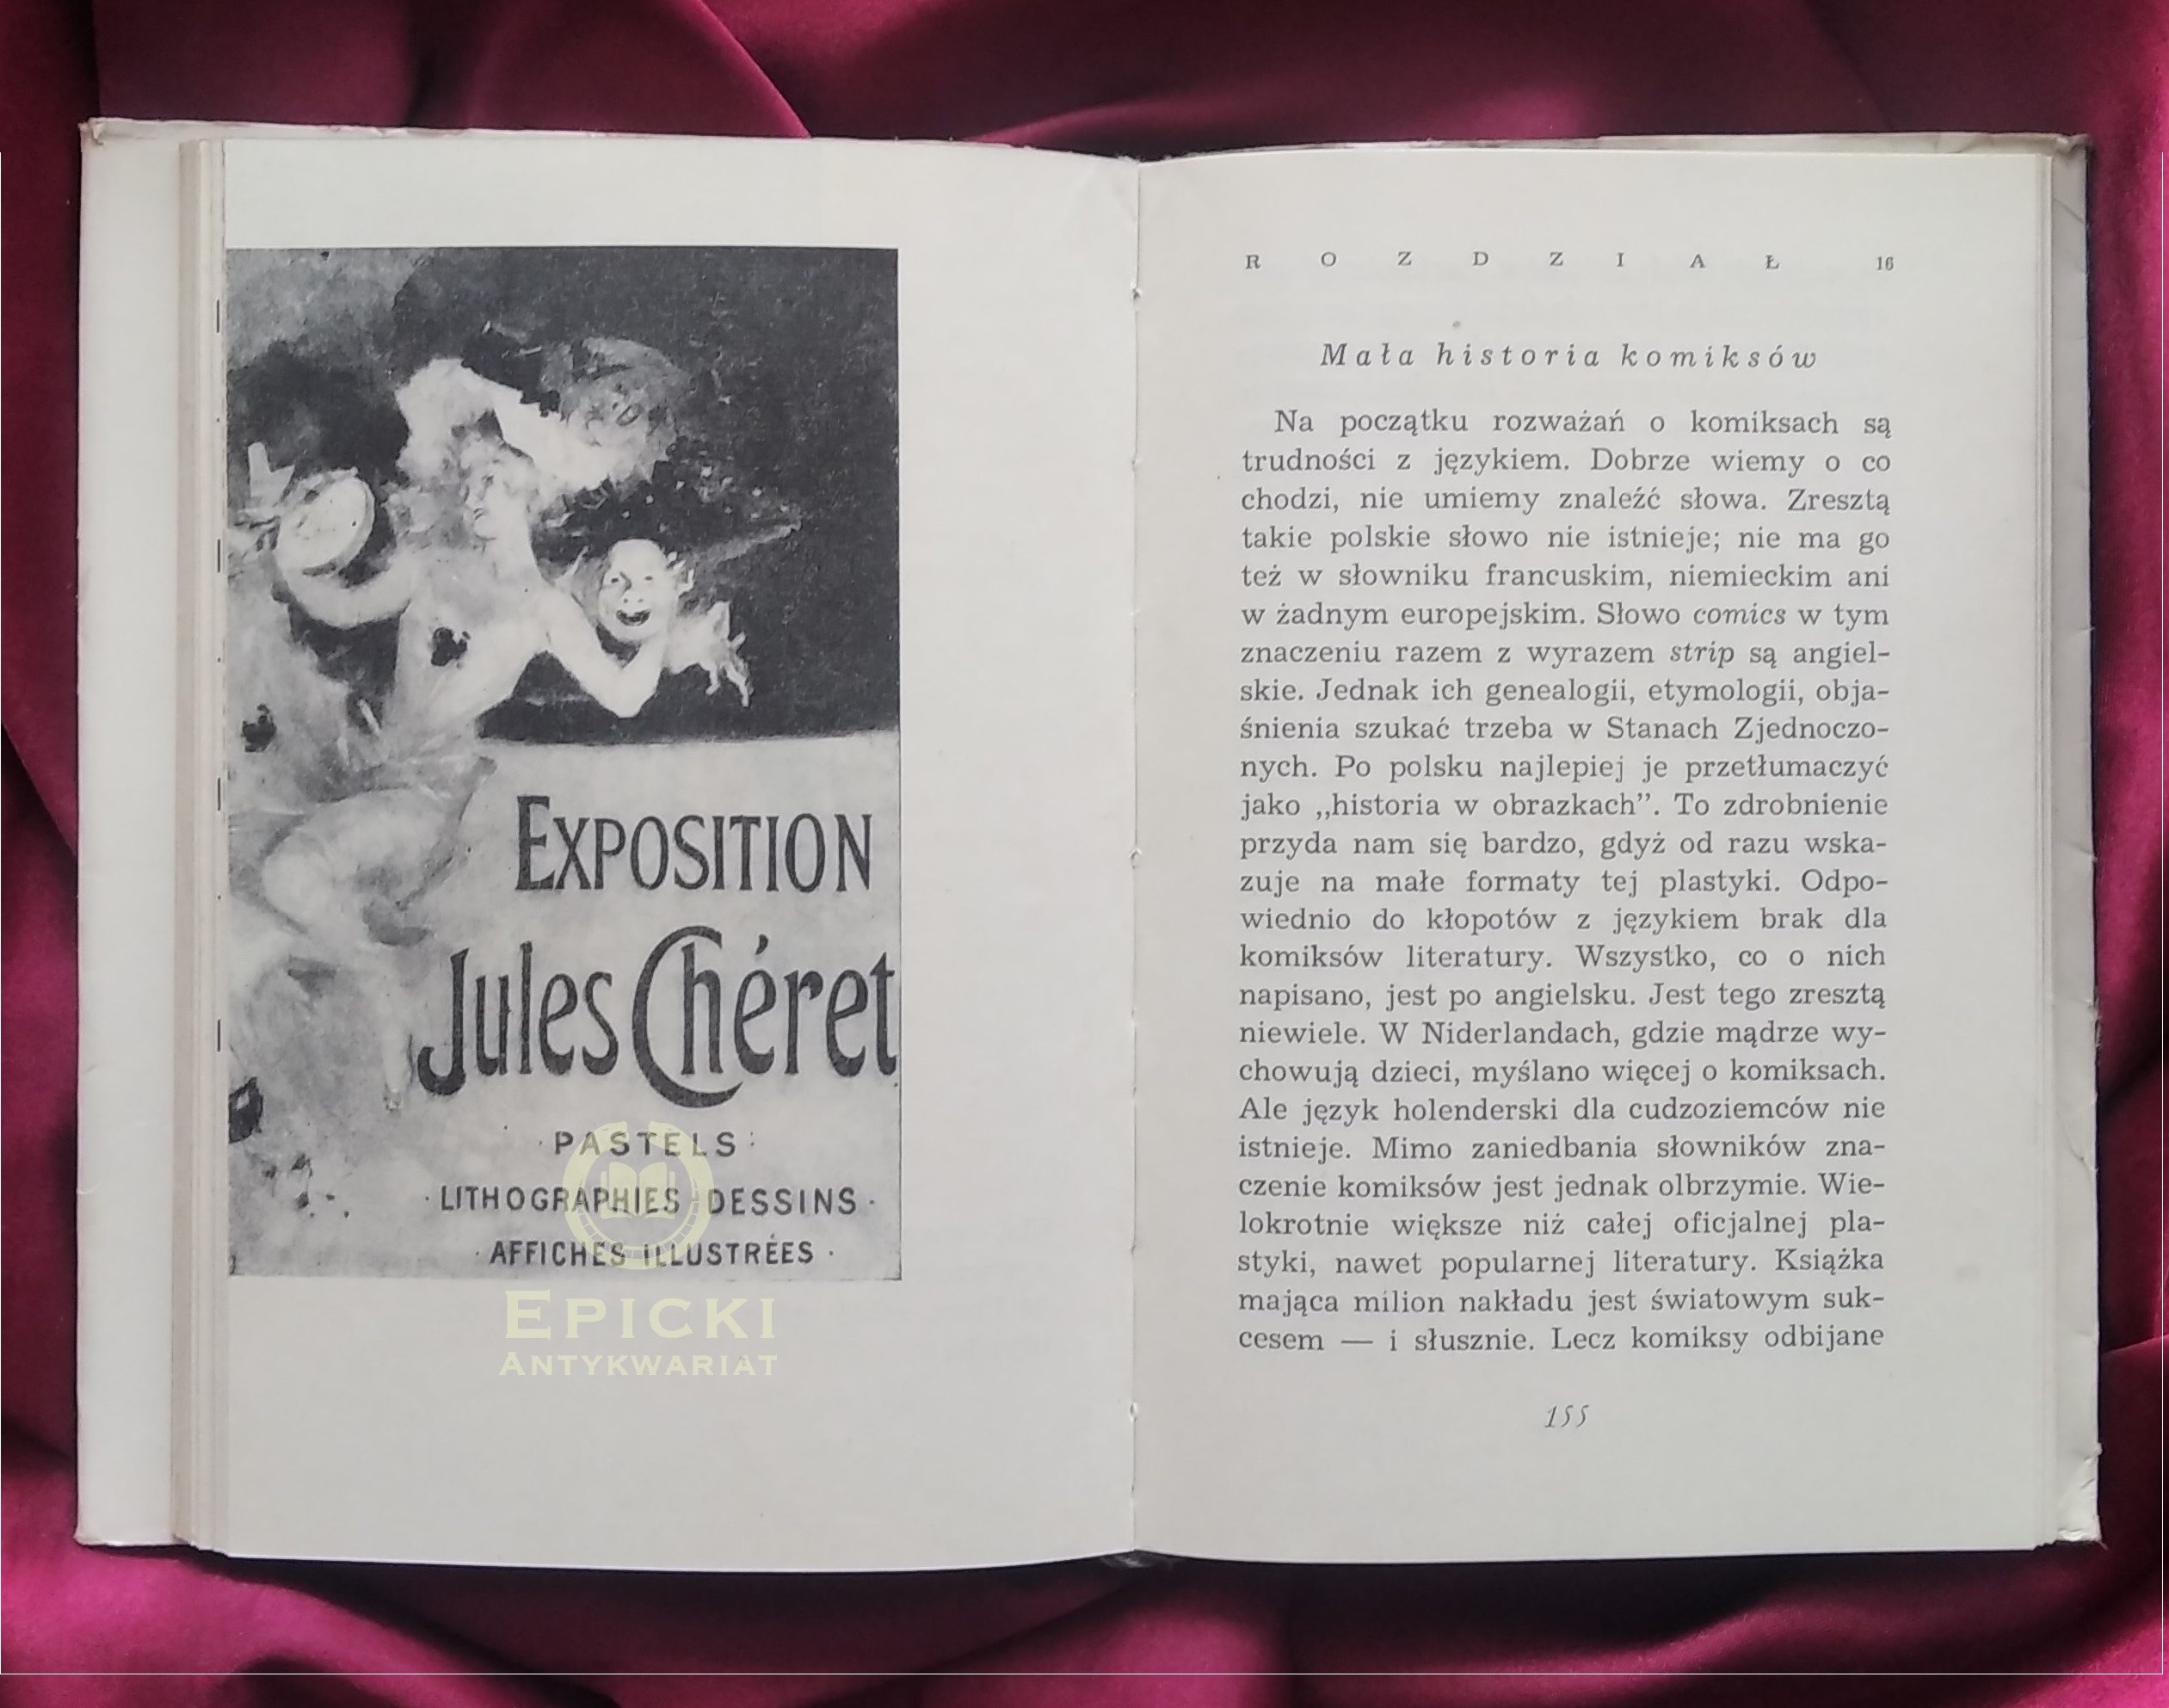 EXPOSITION
Jules Chéret
· PASTELS :
· LITHOGRAPHIES DESSINS ·
· AFFICHES ILLUSTRÉES ·
EPICKI
ANTYKWARIAT
ROZDZIAŁ 16
Mała historia komiksów
Na początku rozważań o komiksach są
trudności z językiem. Dobrze wiemy o co
chodzi, nie umiemy znaleźć słowa. Zresztą
takie polskie słowo nie istnieje; nie ma go
też w słowniku francuskim, niemieckim ani
w żadnym europejskim. Słowo comics w tym
znaczeniu razem z wyrazem strip są angiel-
skie. Jednak ich genealogii, etymologii, obja-
śnienia szukać trzeba w Stanach Zjednoczo-
nych. Po polsku najlepiej je przetłumaczyć
jako „historia w obrazkach”. To zdrobnienie
przyda nam się bardzo, gdyż od razu wska-
zuje na małe formaty tej plastyki. Odpo-
wiednio do kłopotów z językiem brak dla
komiksów literatury. Wszystko, co o nich
napisano, jest po angielsku. Jest tego zresztą
niewiele. W Niderlandach, gdzie mądrze wy-
chowują dzieci, myślano więcej o komiksach.
Ale język holenderski dla cudzoziemców nie
istnieje. Mimo zaniedbania słowników zna-
czenie komiksów jest jednak olbrzymie. Wie-
lokrotnie większe niż całej oficjalnej pla-
styki, nawet popularnej literatury. Książka
mająca milion nakładu jest światowym suk-
cesem — i słusznie. Lecz komiksy odbijane
155